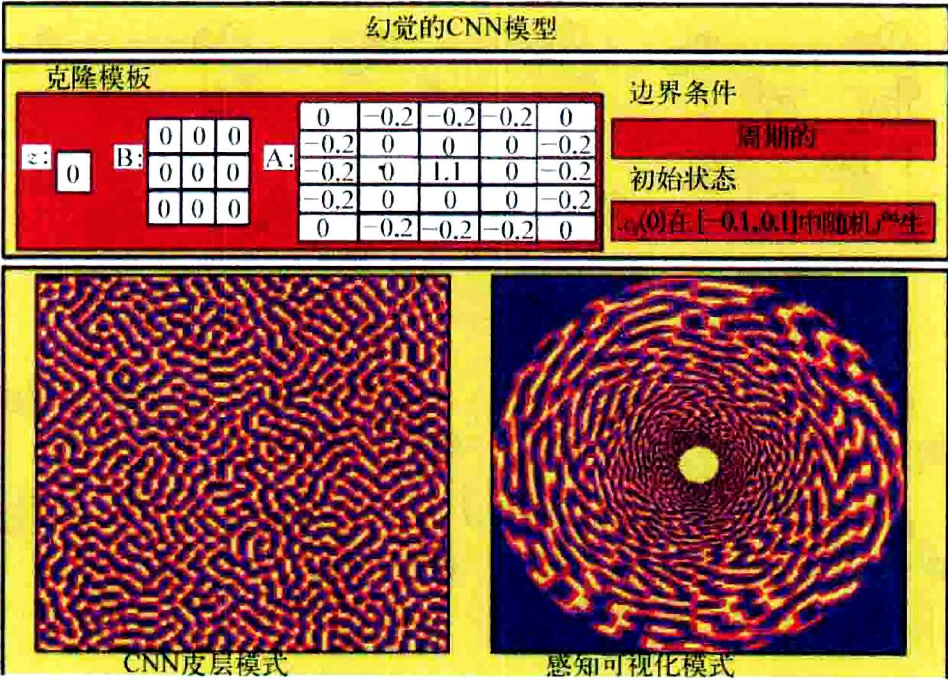 幻觉的CNN模型
克隆模板
z:
0
B:
0 0 0
0 0 0
0 0 0
A:
0 -0.2 -0.2 -0.2 0
-0.2 0 0 0 -0.2
-0.2 0 1.1 0 -0.2
-0.2 0 0 0 -0.2
0 -0.2 -0.2 -0.2 0
边界条件
周期的
初始状态
(0)在[-0.1,0.1]中随机产生
CNN皮层模式
感知可视化模式